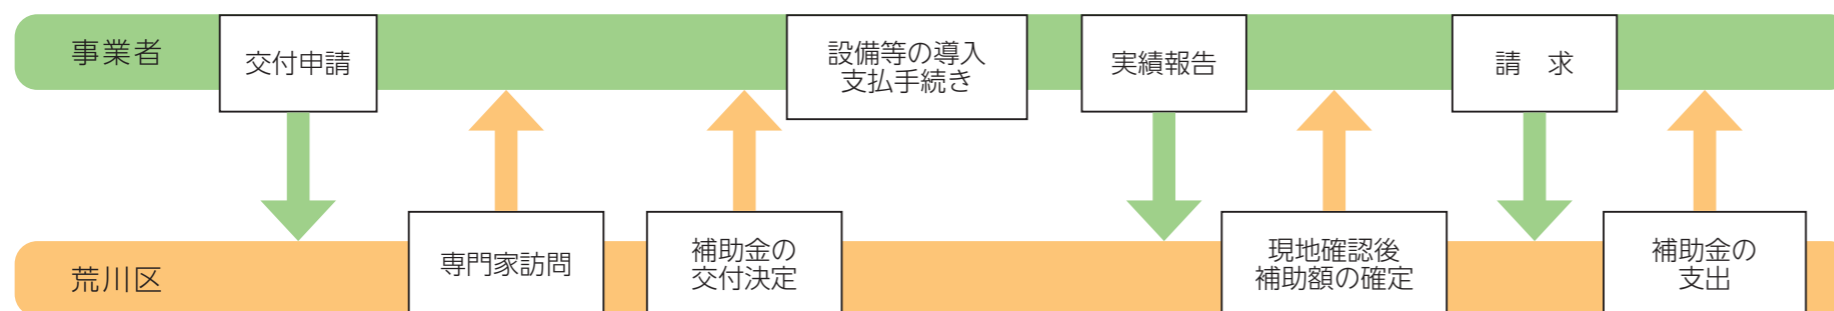 事業者
交付申請
設備等の導入
支払手続き
実績報告
請　求
荒川区
専門家訪問
補助金の
交付決定
現地確認後
補助額の確定
補助金の
支出